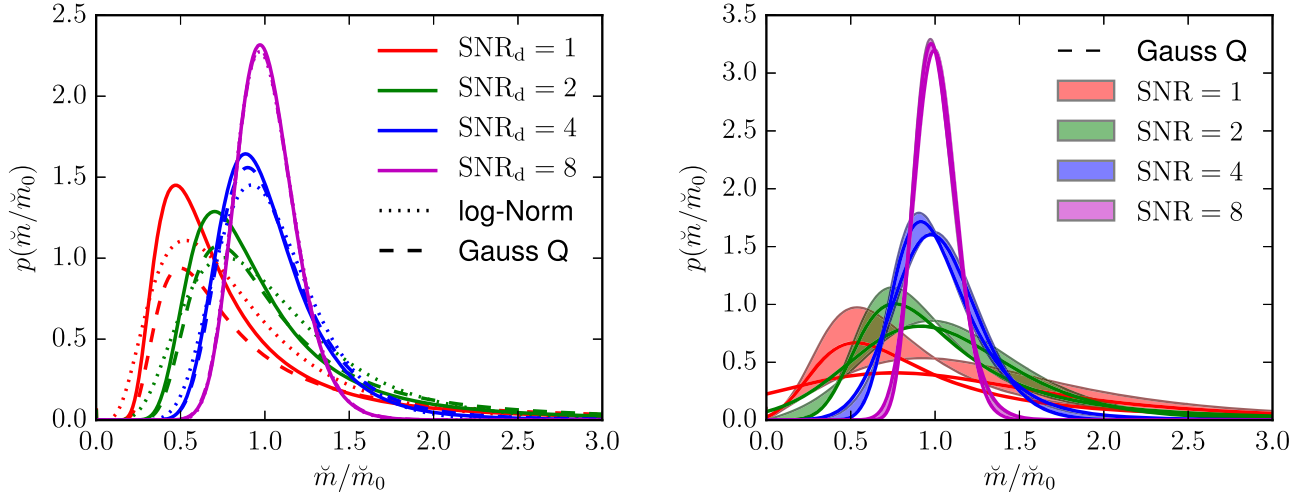 p(m̆/m̆₀)
2.5
2.0
1.5
1.0
0.5
0.0
0.0 0.5 1.0 1.5 2.0 2.5 3.0
m̆/m̆₀
SNR_d = 1
SNR_d = 2
SNR_d = 4
SNR_d = 8
log-Norm
Gauss Q
p(m̆/m̆₀)
3.5
3.0
2.5
2.0
1.5
1.0
0.5
0.0
0.0 0.5 1.0 1.5 2.0 2.5 3.0
m̆/m̆₀
Gauss Q
SNR = 1
SNR = 2
SNR = 4
SNR = 8